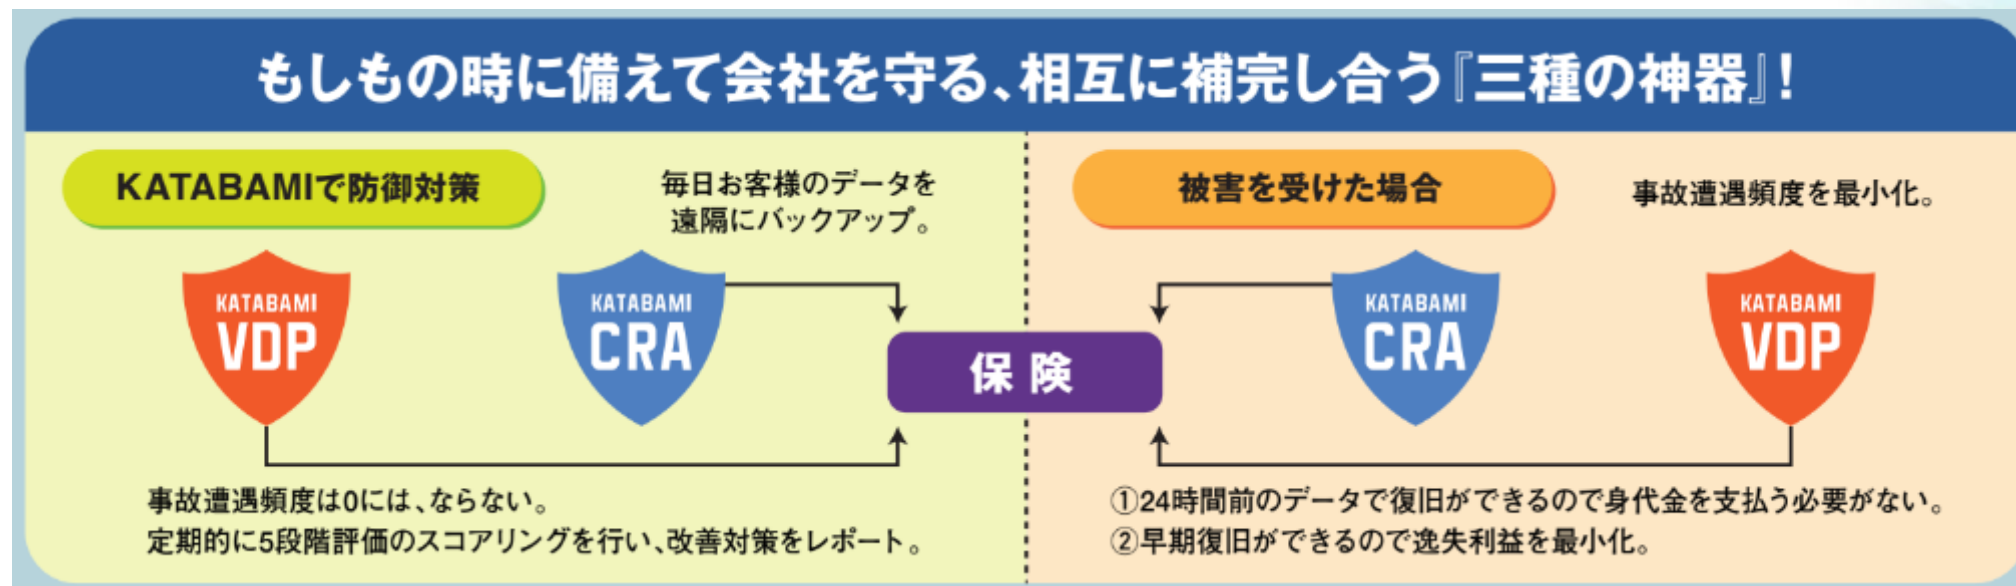 もしもの時に備えて会社を守る、相互に補完し合う『三種の神器』!
KATABAMIで防御対策
毎日お客様のデータを
遠隔にバックアップ。
KATABAMI
VDP
KATABAMI
CRA
事故遭遇頻度は0には、ならない。
定期的に5段階評価のスコアリングを行い、改善対策をレポート。
保険
被害を受けた場合
事故遭遇頻度を最小化。
KATABAMI
CRA
KATABAMI
VDP
①24時間前のデータで復旧ができるので身代金を支払う必要がない。
②早期復旧ができるので逸失利益を最小化。